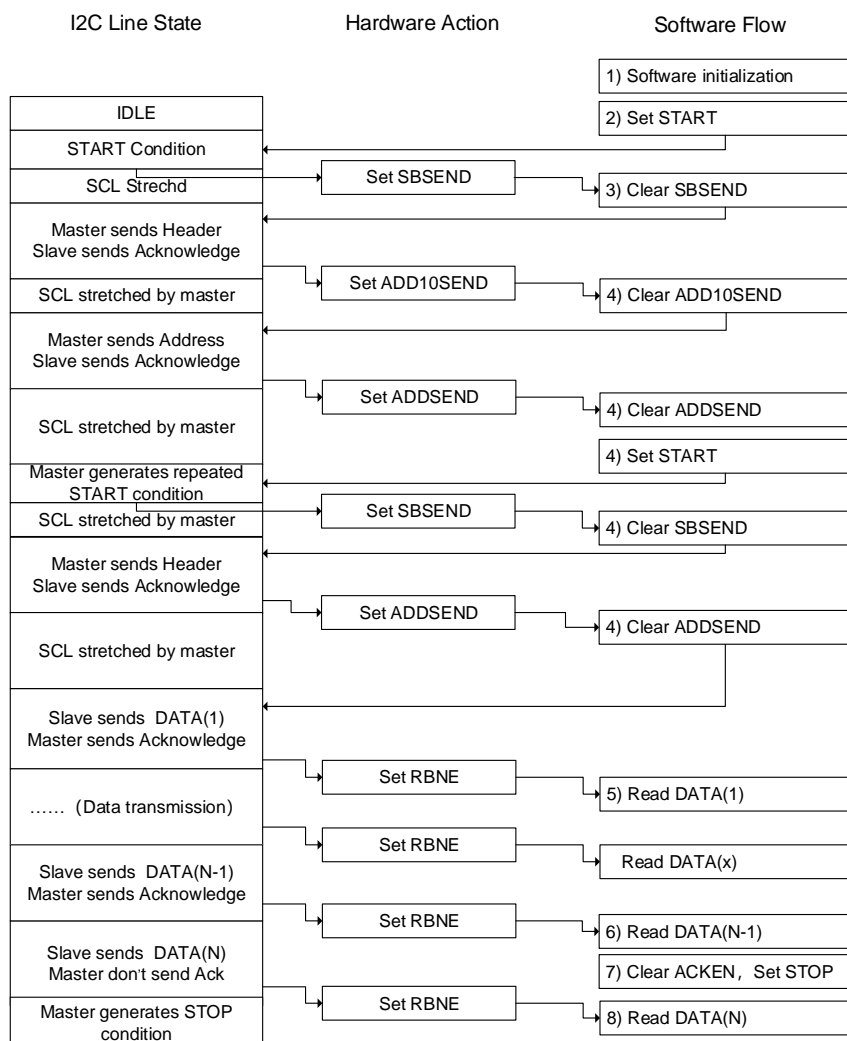 I2C Line State
Hardware Action
Software Flow
1) Software initialization
IDLE
2) Set START
START Condition
Set SBSEND
SCL Strechd
3) Clear SBSEND
Master sends Header
Slave sends Acknowledge
Set ADD10SEND
SCL stretched by master
4) Clear ADD10SEND
Master sends Address
Slave sends Acknowledge
Set ADDSEND
4) Clear ADDSEND
SCL stretched by master
4) Set START
Master generates repeated
START condition
Set SBSEND
SCL stretched by master
4) Clear SBSEND
Master sends Header
Slave sends Acknowledge
Set ADDSEND
4) Clear ADDSEND
SCL stretched by master
Slave sends DATA(1)
Master sends Acknowledge
Set RBNE
5) Read DATA(1)
…… (Data transmission)
Set RBNE
Read DATA(x)
Slave sends DATA(N-1)
Master sends Acknowledge
Set RBNE
6) Read DATA(N-1)
Slave sends DATA(N)
Master don't send Ack
7) Clear ACKEN, Set STOP
Set RBNE
8) Read DATA(N)
Master generates STOP
condition